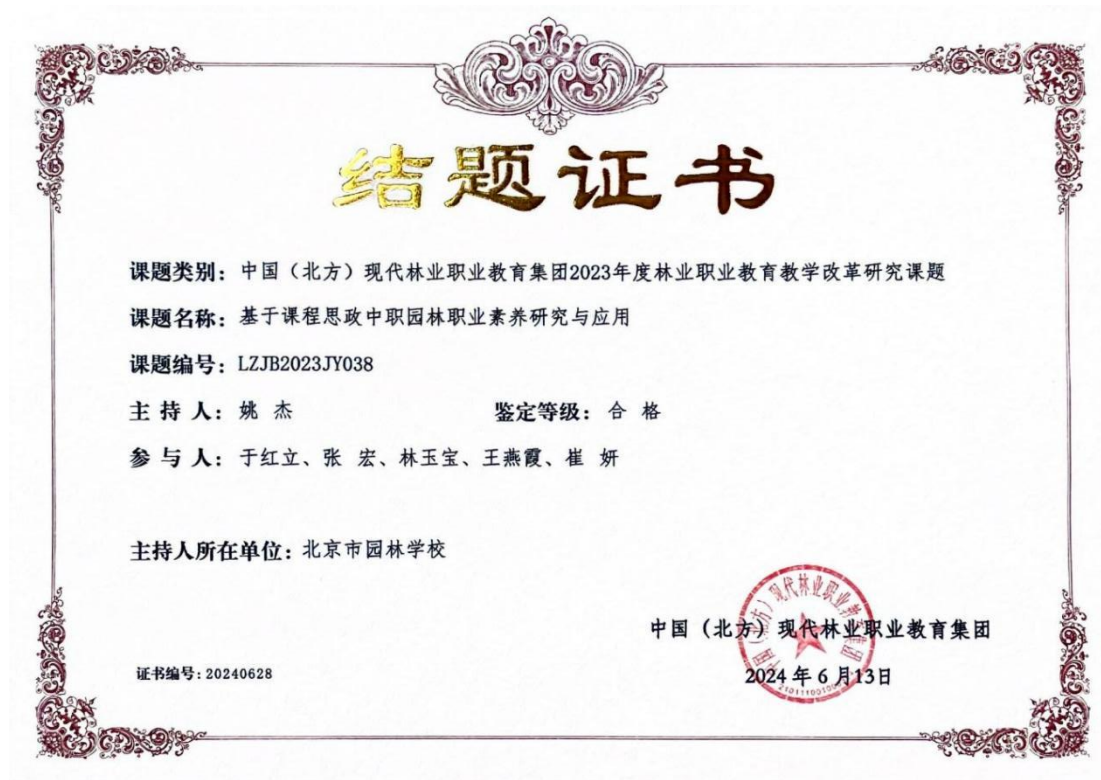 结题证书
课题类别：中国（北方）现代林业职业教育集团2023年度林业职业教育教学改革研究课题
课题名称：基于课程思政中职园林职业素养研究与应用
课题编号：LZJB2023JY038
主 持 人：姚 杰 鉴定等级：合 格
参 与 人：于红立、张 宏、林玉宝、王燕霞、崔 妍
主持人所在单位：北京市园林学校
中国（北方）现代林业职业教育集团
证书编号：20240628
2024 年 6 月13日